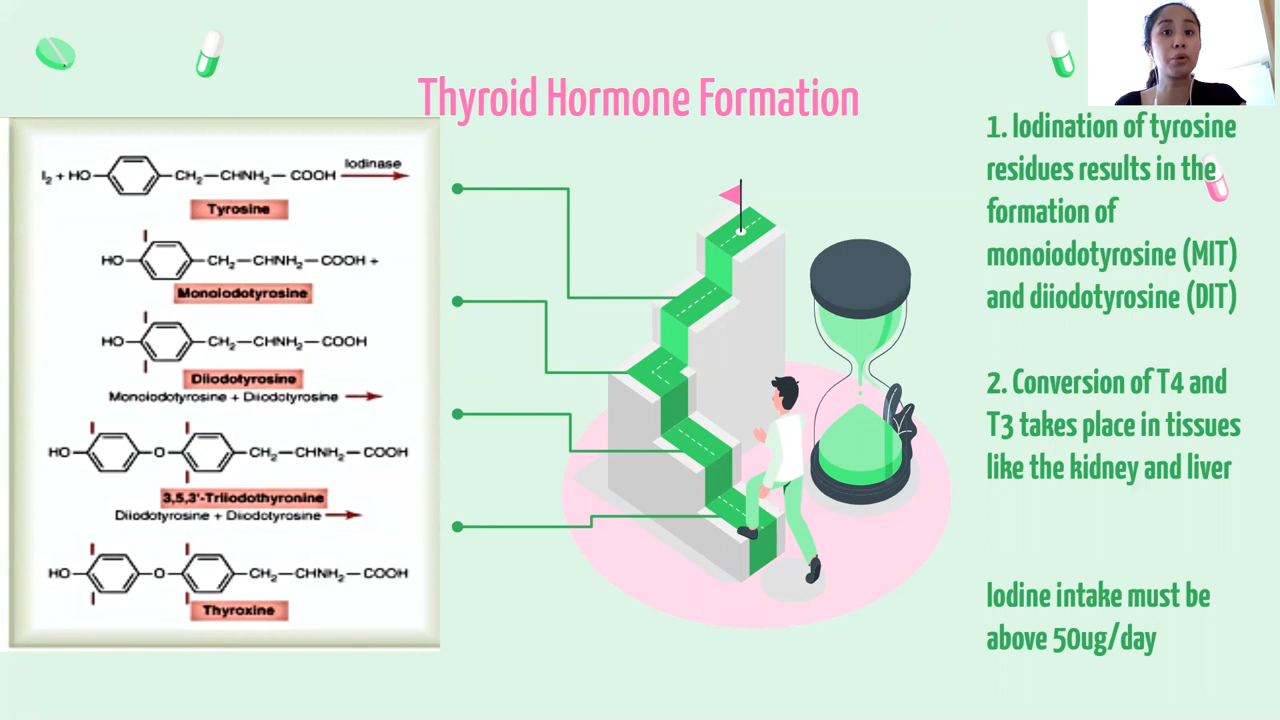 Thyroid Hormone Formation
I₂ + HO CH₂—CHNH₂— COOH Iodinase
Tyrosine
I
HO CH₂—CHNH₂—COOH +
Monoiodotyrosine
I
HO CH₂—CHNH₂—COOH
I
Diiodotyrosine
Monoiodotyrosine + Diiodotyrosine
I I
HO O CH₂—CHNH₂—COOH
I
3,5,3'-Triiodothyronine
Diiodotyrosine + Diiodotyrosine
I I
HO O CH₂—CHNH₂—COOH
I I
Thyroxine
1. Iodination of tyrosine
residues results in the
formation of
monoiodotyrosine (MIT)
and diiodotyrosine (DIT)
2. Conversion of T4 and
T3 takes place in tissues
like the kidney and liver
Iodine intake must be
above 50ug/day